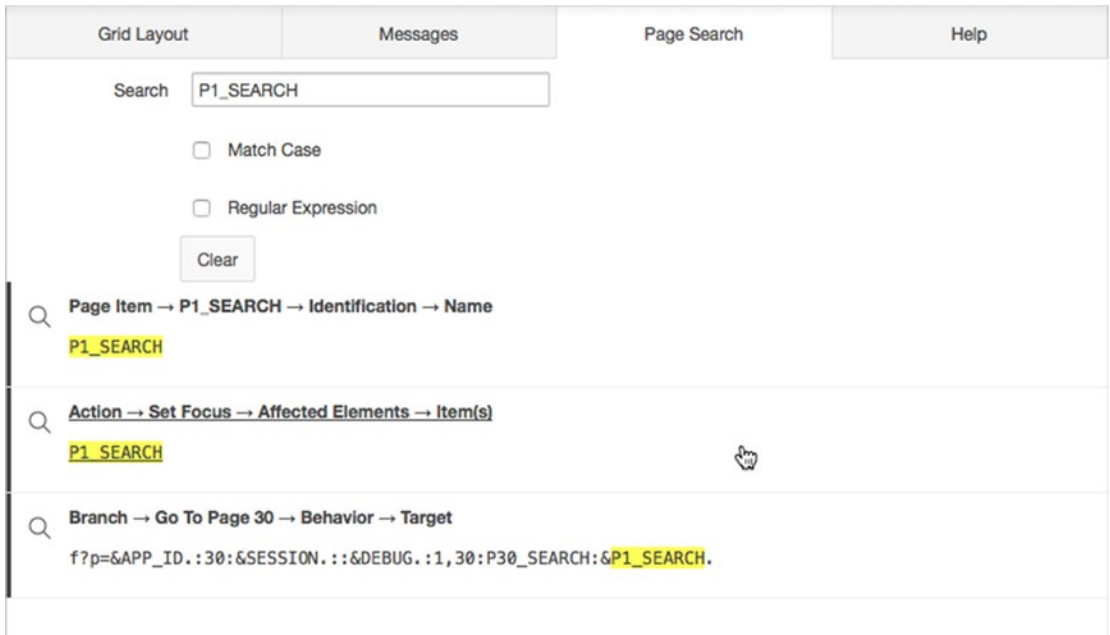 Grid Layout Messages Page Search Help
Search P1_SEARCH
Match Case
Regular Expression
Clear
Page Item → P1_SEARCH → Identification → Name
P1_SEARCH
Action → Set Focus → Affected Elements → Item(s)
P1_SEARCH
Branch → Go To Page 30 → Behavior → Target
f?p=&APP_ID.:30:&SESSION.::&DEBUG.:1,30:P30_SEARCH:&P1_SEARCH.